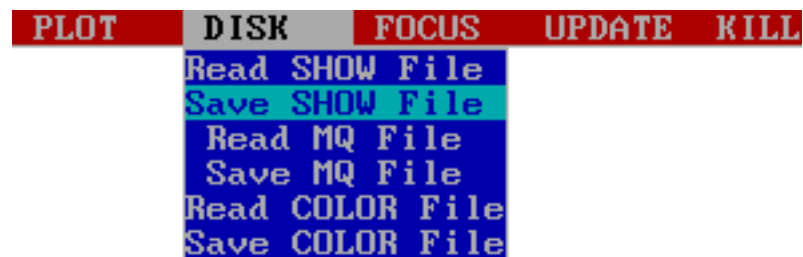 PLOT DISK FOCUS UPDATE KILL
Read SHOW File
Save SHOW File
Read MQ File
Save MQ File
Read COLOR File
Save COLOR File